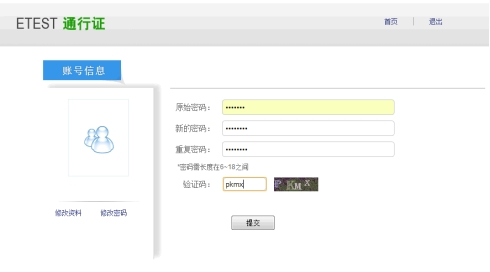 ETEST 通行证
首页 | 退出
账号信息
原始密码： •••••••
新的密码： ••••••••
重复密码： ••••••••
*密码需长度在6~18之间
验证码： pkmx P KM X
修改资料 修改密码
提交